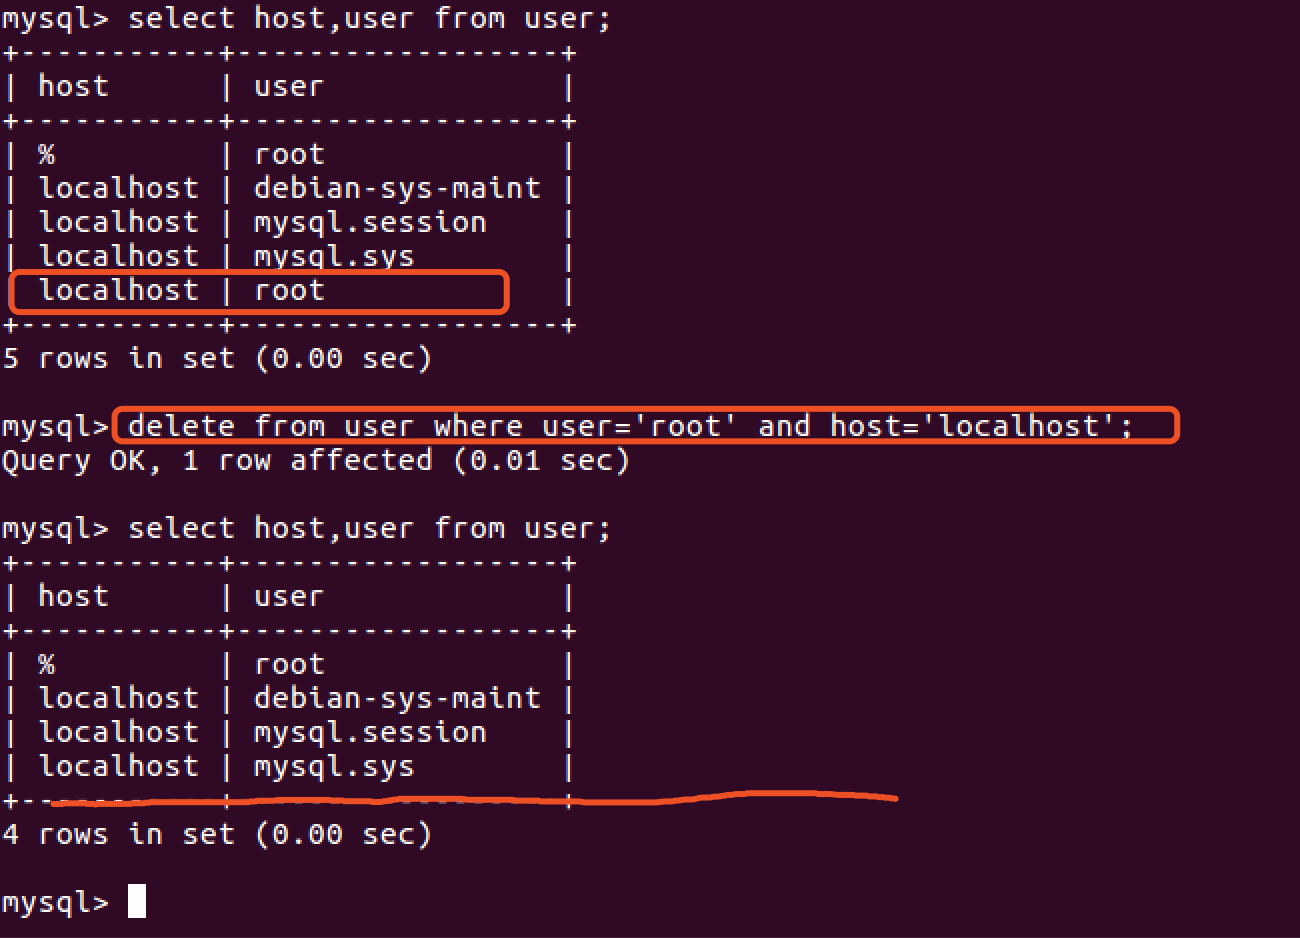 mysql> select host,user from user;
+-----------+------------------+
| host      | user             |
+-----------+------------------+
| %         | root             |
| localhost | debian-sys-maint |
| localhost | mysql.session    |
| localhost | mysql.sys        |
| localhost | root             |
+-----------+------------------+
5 rows in set (0.00 sec)
mysql> delete from user where user='root' and host='localhost';
Query OK, 1 row affected (0.01 sec)
mysql> select host,user from user;
+-----------+------------------+
| host      | user             |
+-----------+------------------+
| %         | root             |
| localhost | debian-sys-maint |
| localhost | mysql.session    |
| localhost | mysql.sys        |
+-----------+------------------+
4 rows in set (0.00 sec)
mysql>